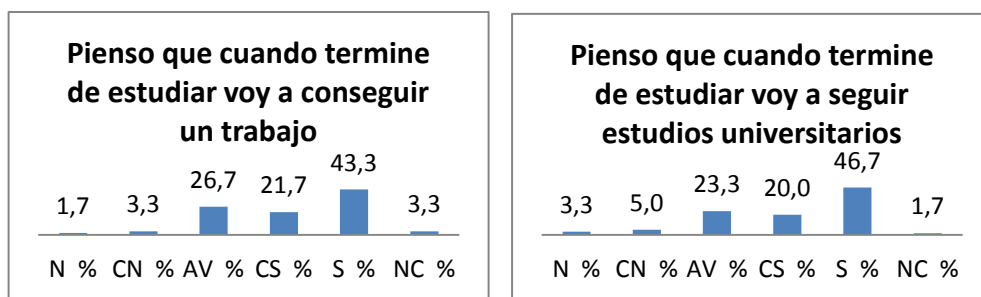 Pienso que cuando termine
de estudiar voy a conseguir
un trabajo
1,7 3,3 26,7 21,7 43,3 3,3
N % CN % AV % CS % S % NC %
Pienso que cuando termine
de estudiar voy a seguir
estudios universitarios
3,3 5,0 23,3 20,0 46,7 1,7
N % CN % AV % CS % S % NC %